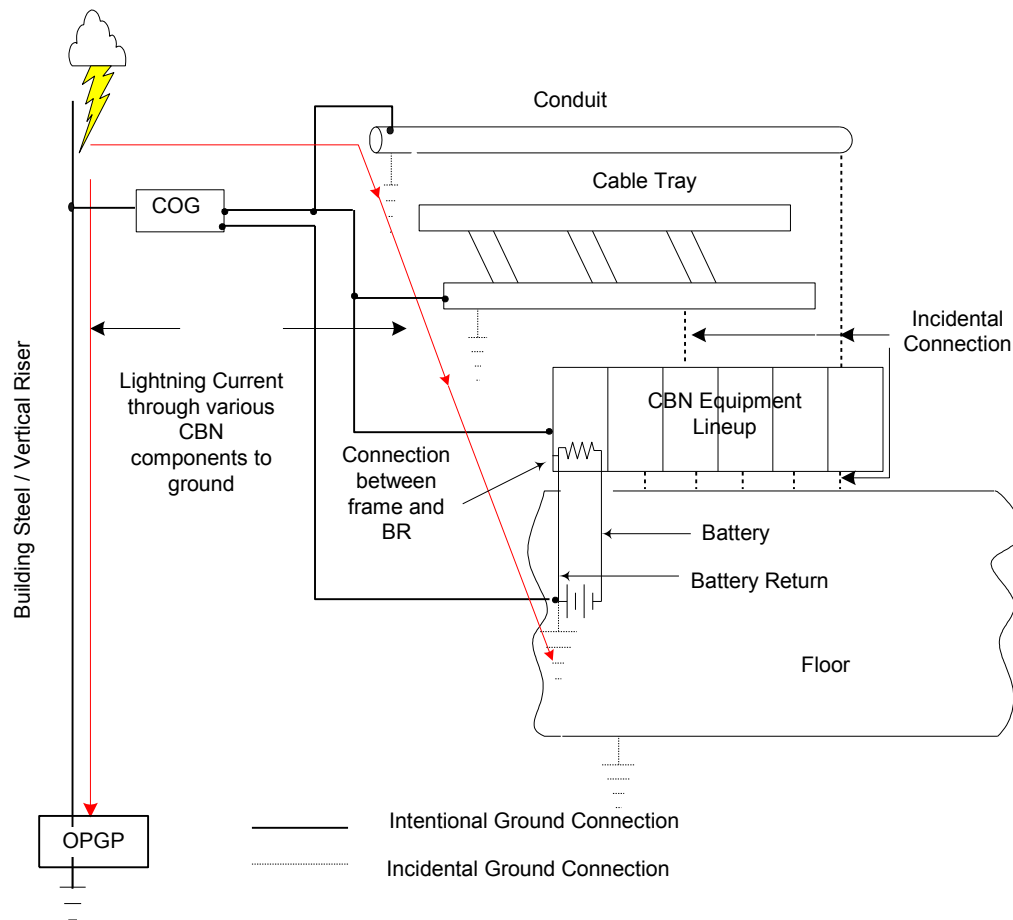 Conduit
Cable Tray
COG
Incidental
Connection
Building Steel / Vertical Riser
Lightning Current
through various
CBN
components to
ground
CBN Equipment
Lineup
Connection
between
frame and
BR
Battery
Battery Return
Floor
OPGP
Intentional Ground Connection
Incidental Ground Connection